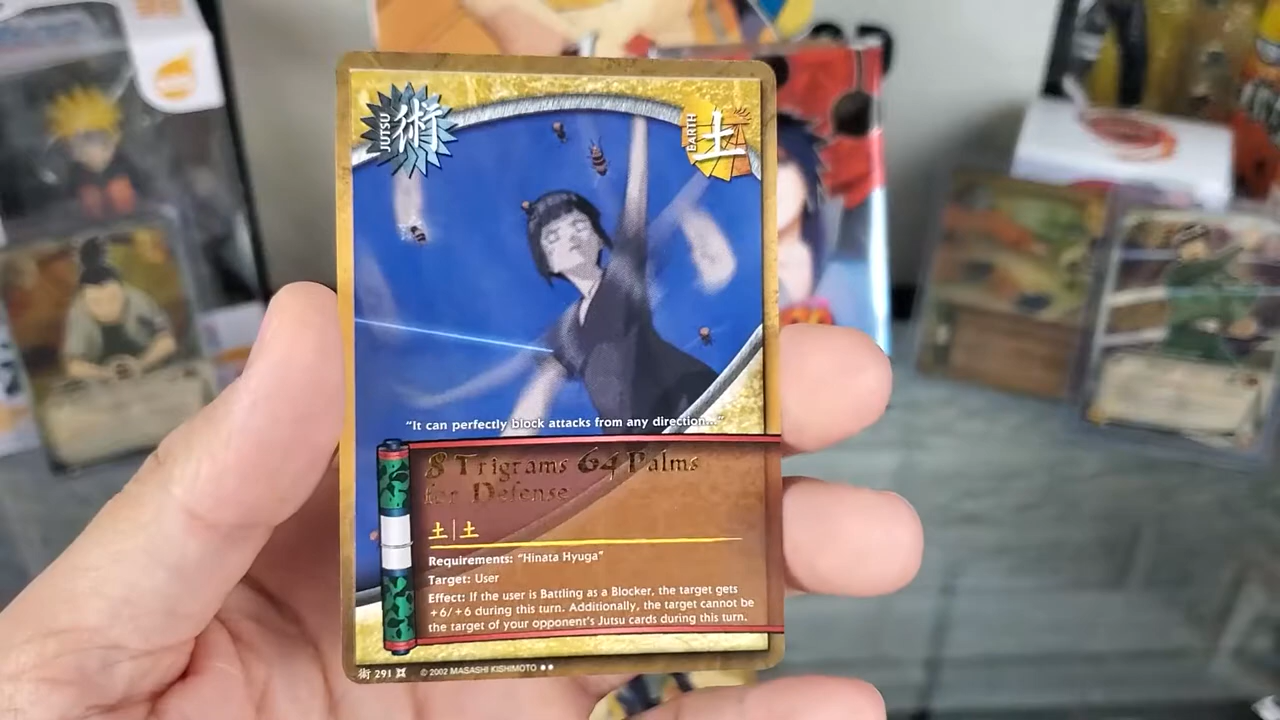 JUTSU 術
EARTH 土
"It can perfectly block attacks from any direction..."
8 Trigrams 64 Palms
for Defense
土|土
Requirements: "Hinata Hyuga"
Target: User
Effect: If the user is Battling as a Blocker, the target gets
+6/+6 during this turn. Additionally, the target cannot be
the target of your opponent's Jutsu cards during this turn.
術 291 © 2002 MASASHI KISHIMOTO